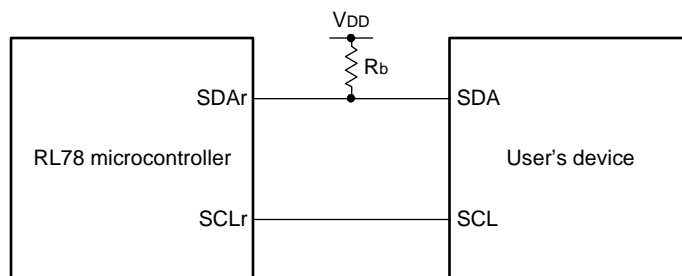 VDD
Rb
SDAr
SDA
RL78 microcontroller
User's device
SCLr
SCL